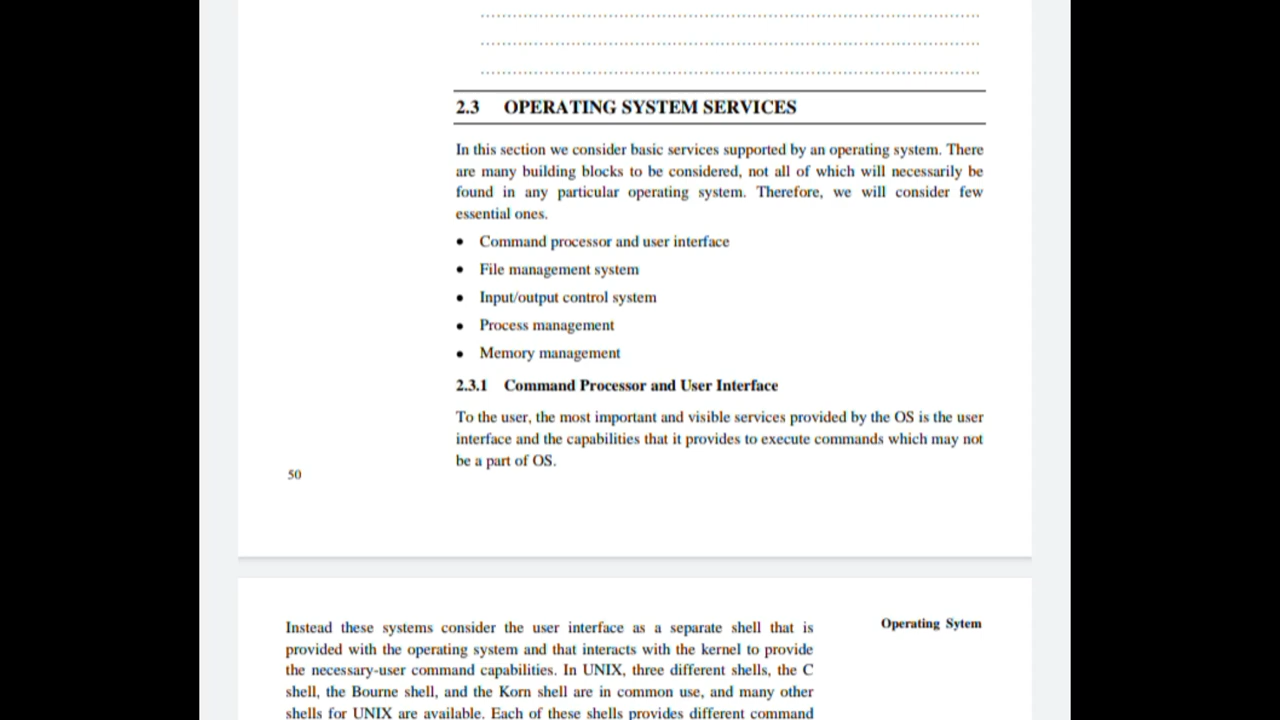 2.3 OPERATING SYSTEM SERVICES
In this section we consider basic services supported by an operating system. There
are many building blocks to be considered, not all of which will necessarily be
found in any particular operating system. Therefore, we will consider few
essential ones.
• Command processor and user interface
• File management system
• Input/output control system
• Process management
• Memory management
2.3.1 Command Processor and User Interface
To the user, the most important and visible services provided by the OS is the user
interface and the capabilities that it provides to execute commands which may not
be a part of OS.
50
Operating Sytem
Instead these systems consider the user interface as a separate shell that is
provided with the operating system and that interacts with the kernel to provide
the necessary-user command capabilities. In UNIX, three different shells, the C
shell, the Bourne shell, and the Korn shell are in common use, and many other
shells for UNIX are available. Each of these shells provides different command